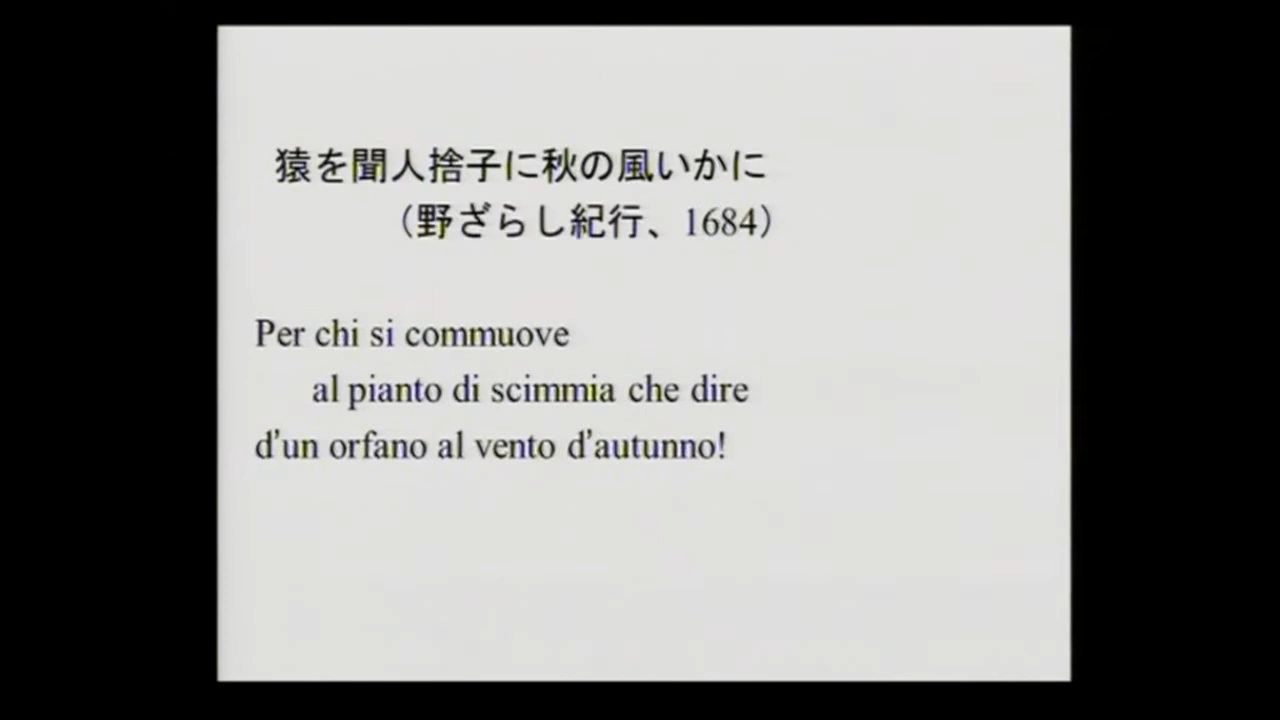 猿を聞人捨子に秋の風いかに
（野ざらし紀行、1684）
Per chi si commuove
al pianto di scimmia che dire
d'un orfano al vento d'autunno!